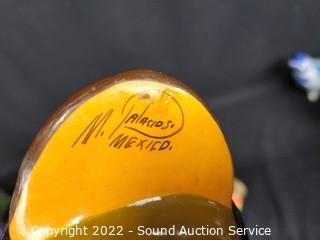 M. Palacios.
MEXICO.
Copyright 2022 - Sound Auction Service